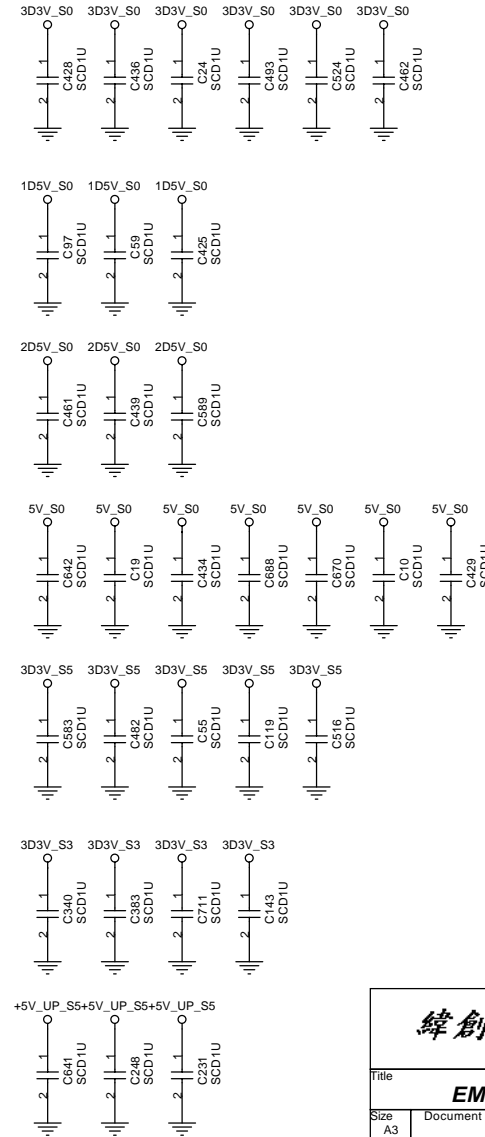 3D3V_S0 3D3V_S0 3D3V_S0 3D3V_S0 3D3V_S0 3D3V_S0
1 1 1 1 1 1
2 2 2 2 2 2
C428 SCD1U
C436 SCD1U
C24 SCD1U
C493 SCD1U
C524 SCD1U
C462 SCD1U
1D5V_S0 1D5V_S0 1D5V_S0
1 1 1
2 2 2
C97 SCD1U
C59 SCD1U
C425 SCD1U
2D5V_S0 2D5V_S0 2D5V_S0
1 1 1
2 2 2
C461 SCD1U
C439 SCD1U
C589 SCD1U
5V_S0 5V_S0 5V_S0 5V_S0 5V_S0 5V_S0 5V_S0
1 1 1 1 1 1 1
2 2 2 2 2 2 2
C642 SCD1U
C19 SCD1U
C434 SCD1U
C688 SCD1U
C670 SCD1U
C10 SCD1U
C429 SCD1U
3D3V_S5 3D3V_S5 3D3V_S5 3D3V_S5 3D3V_S5
1 1 1 1 1
2 2 2 2 2
C583 SCD1U
C482 SCD1U
C55 SCD1U
C119 SCD1U
C516 SCD1U
3D3V_S3 3D3V_S3 3D3V_S3 3D3V_S3
1 1 1 1
2 2 2 2
C340 SCD1U
C383 SCD1U
C711 SCD1U
C143 SCD1U
+5V_UP_S5+5V_UP_S5+5V_UP_S5
1 1 1
2 2 2
C641 SCD1U
C248 SCD1U
C231 SCD1U
緯創
Title
EM
Size Document
A3